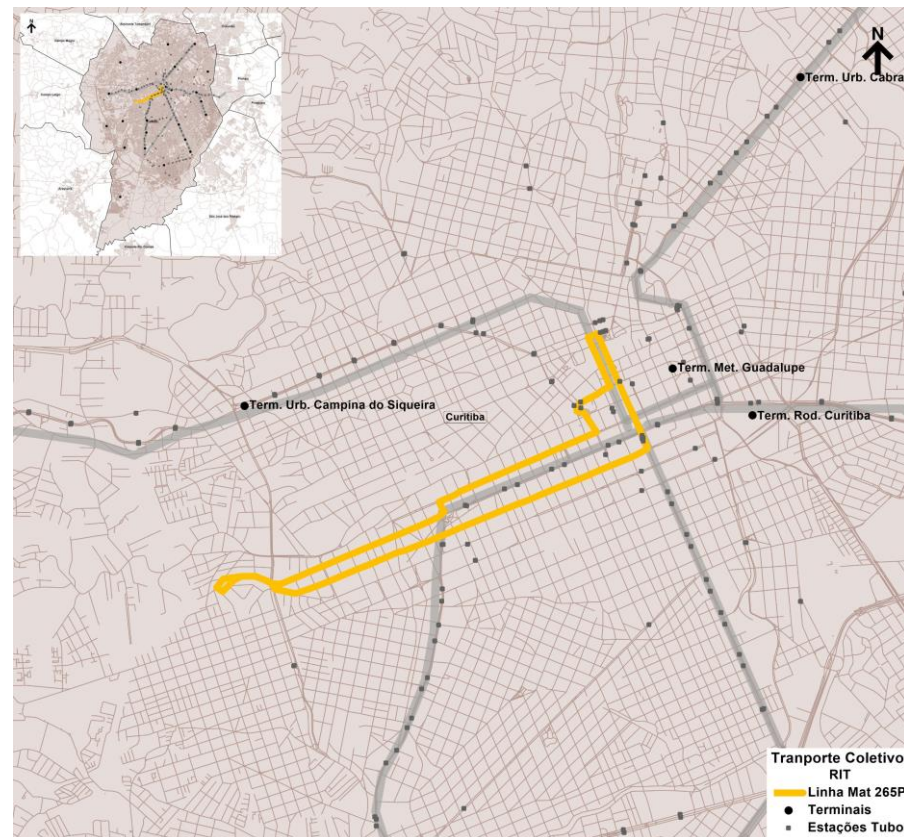 N
Term. Urb. Cabra
Term. Met. Guadalupe
Term. Urb. Campina do Siqueira
Curitiba
Term. Rod. Curitiba
Tranporte Coletivo
RIT
Linha Mat 265P
Terminais
Estações Tubo